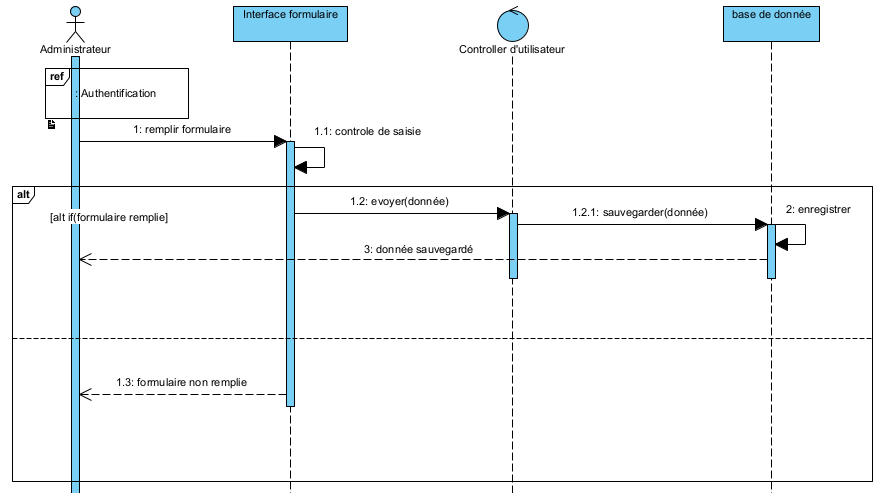 Interface formulaire
base de donnée
Administrateur
Controller d'utilisateur
ref
: Authentification
1: remplir formulaire
1.1: controle de saisie
alt
[alt if(formulaire remplie]
1.2: evoyer(donnée)
1.2.1: sauvegarder(donnée)
2: enregistrer
3: donnée sauvegardé
1.3: formulaire non remplie